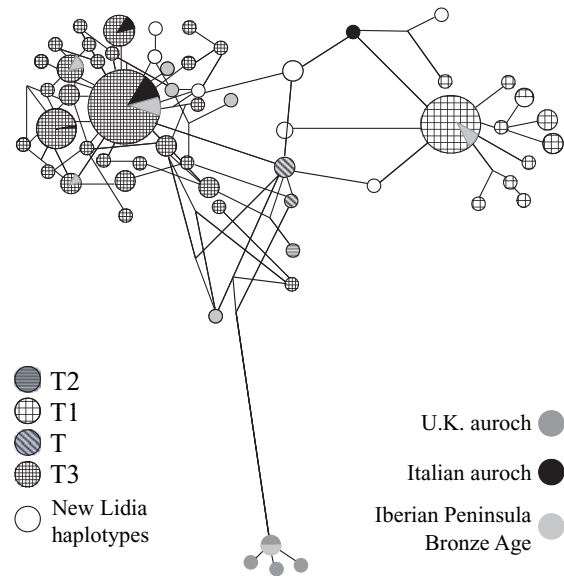 T2
T1
T
T3
New Lidia
haplotypes
U.K. auroch
Italian auroch
Iberian Peninsula
Bronze Age